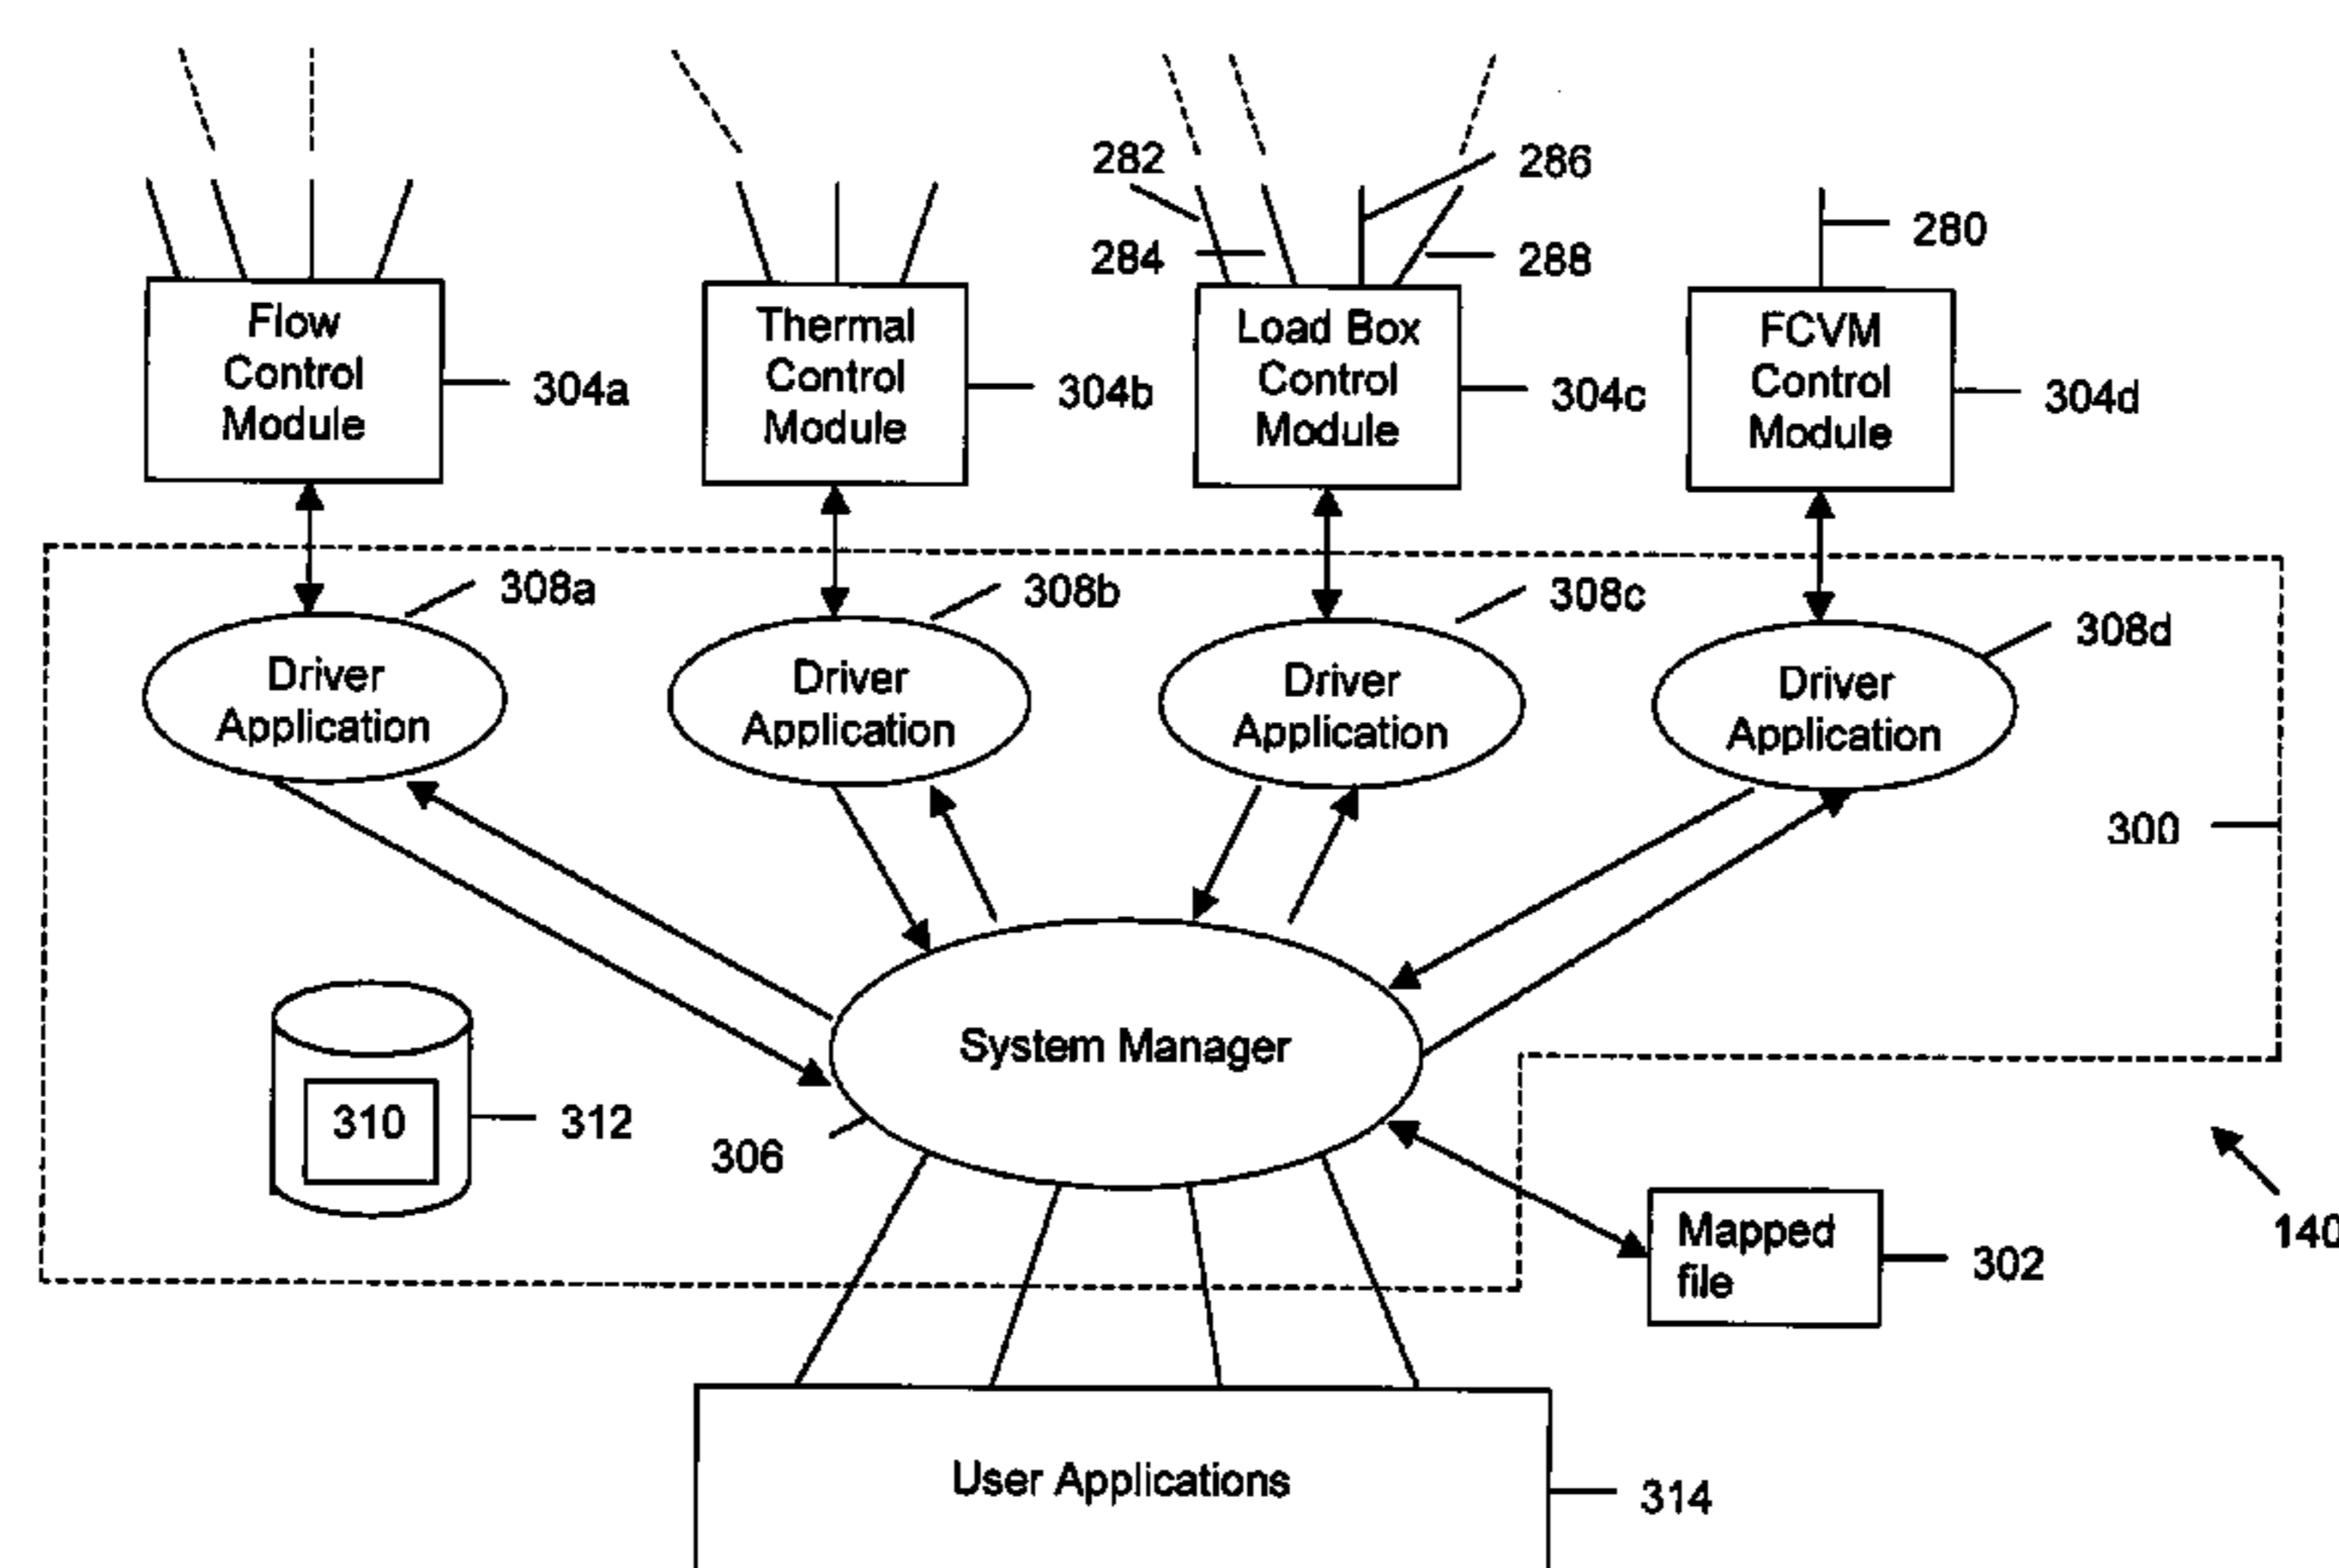 282
286
284
288
280
Flow
Control
Module
304a
Thermal
Control
Module
304b
Load Box
Control
Module
304c
FCVM
Control
Module
304d
308a
308b
308c
308d
Driver
Application
Driver
Application
Driver
Application
Driver
Application
300
System Manager
310
312
306
140
Mapped
file
302
User Applications
314